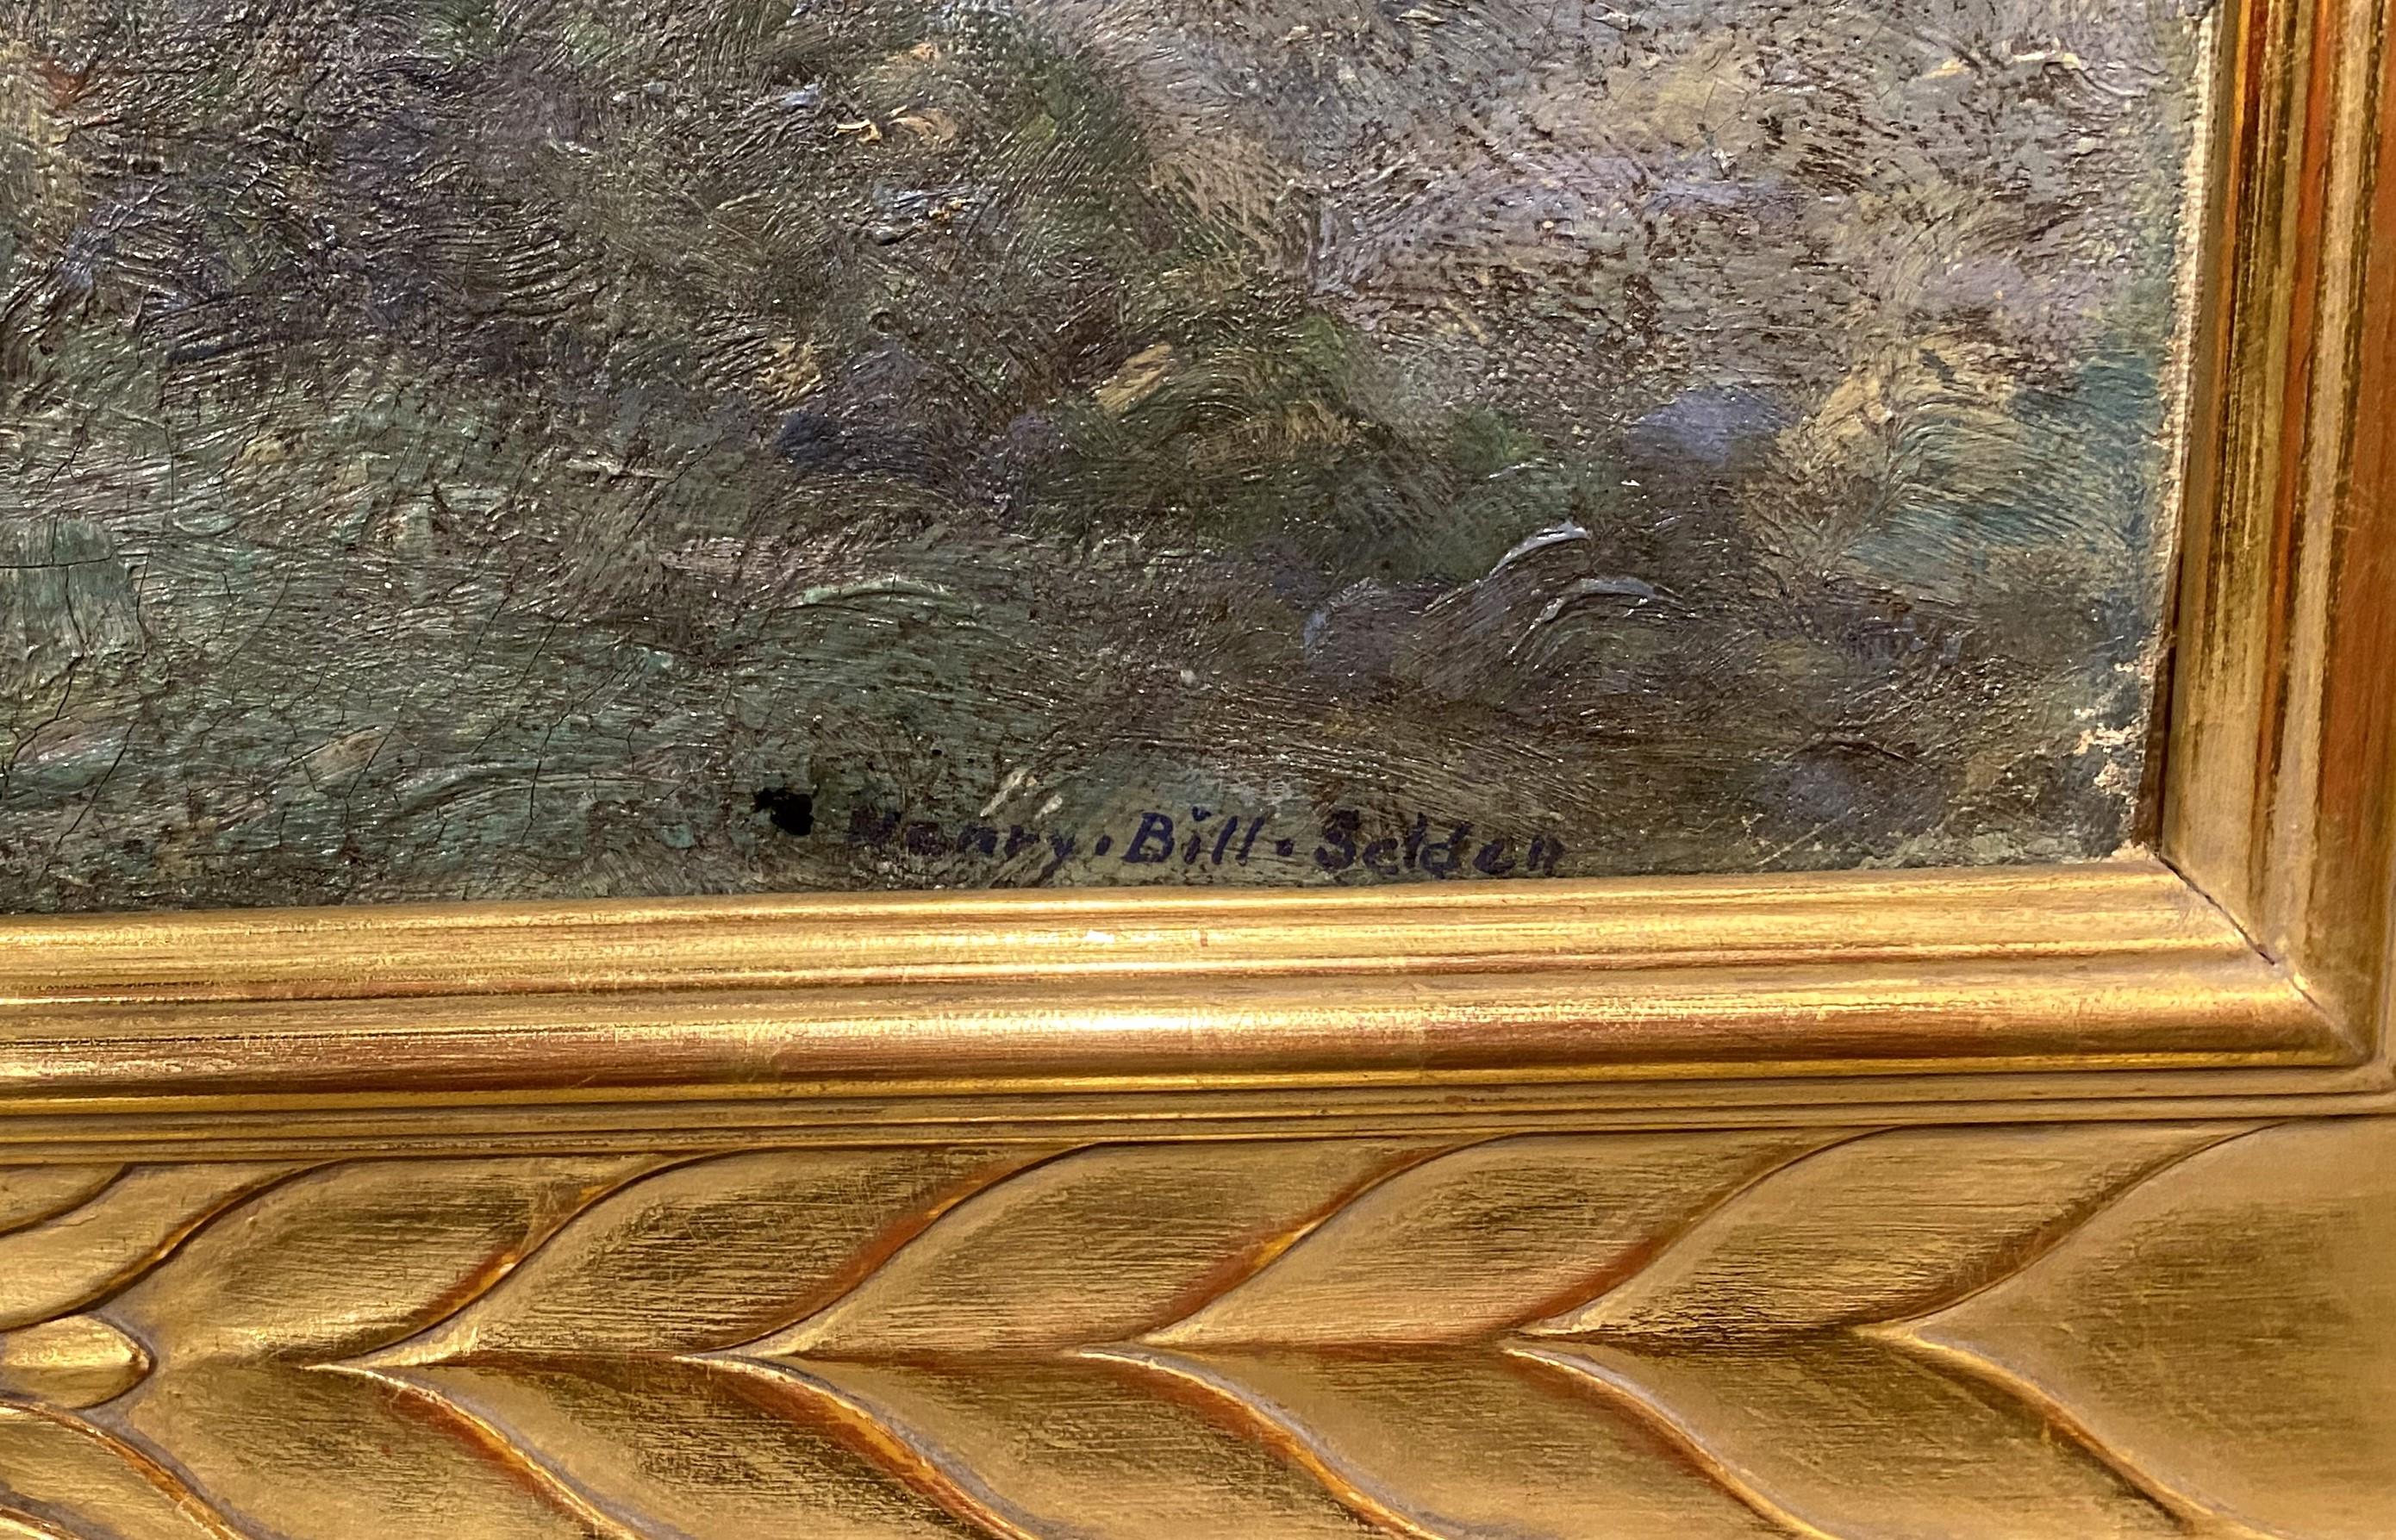 Henry · Bill · Selden